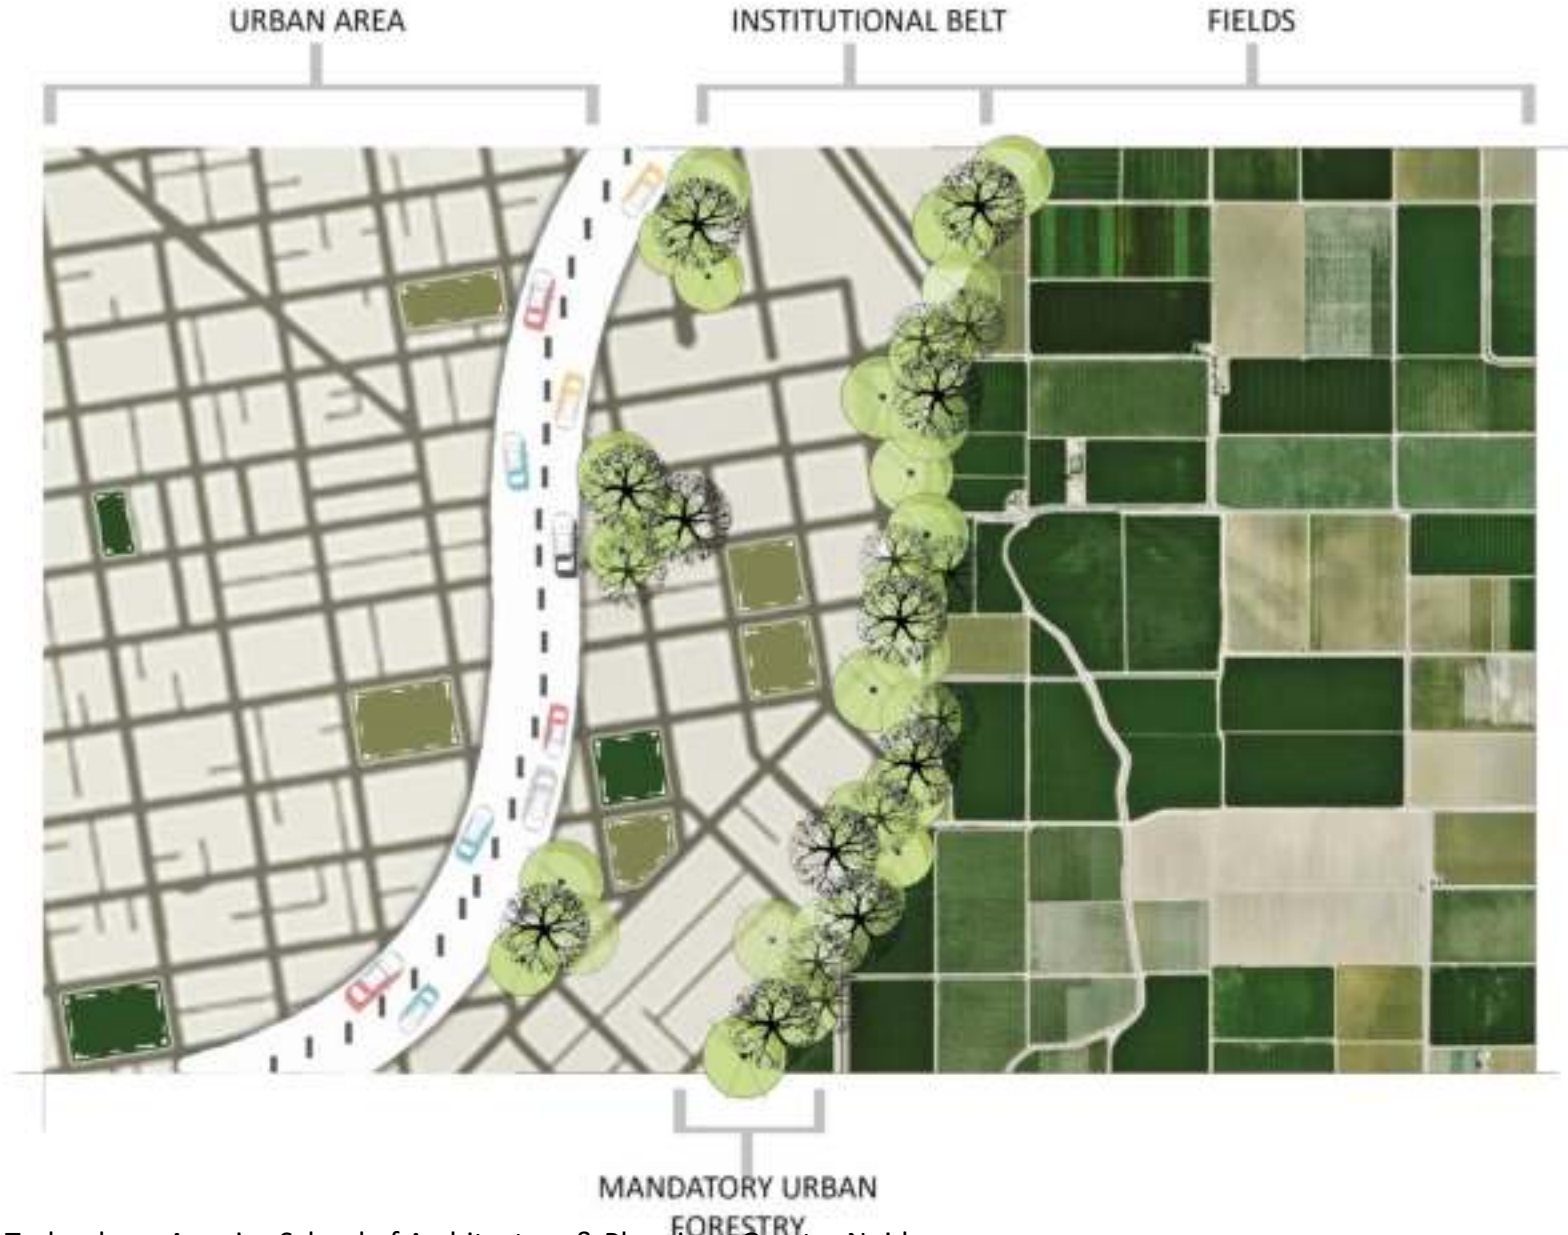 URBAN AREA
INSTITUTIONAL BELT
FIELDS
MANDATORY URBAN
FORESTRY